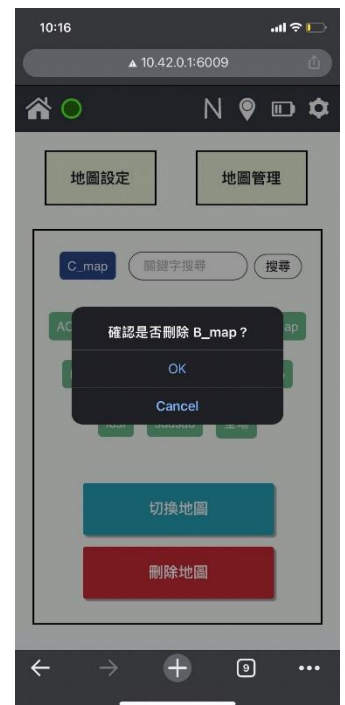 10:16
10.42.0.1:6009
N
地圖設定 地圖管理
C_map 關鍵字搜尋 搜尋
確認是否刪除 B_map？
OK
Cancel
切換地圖
刪除地圖
9